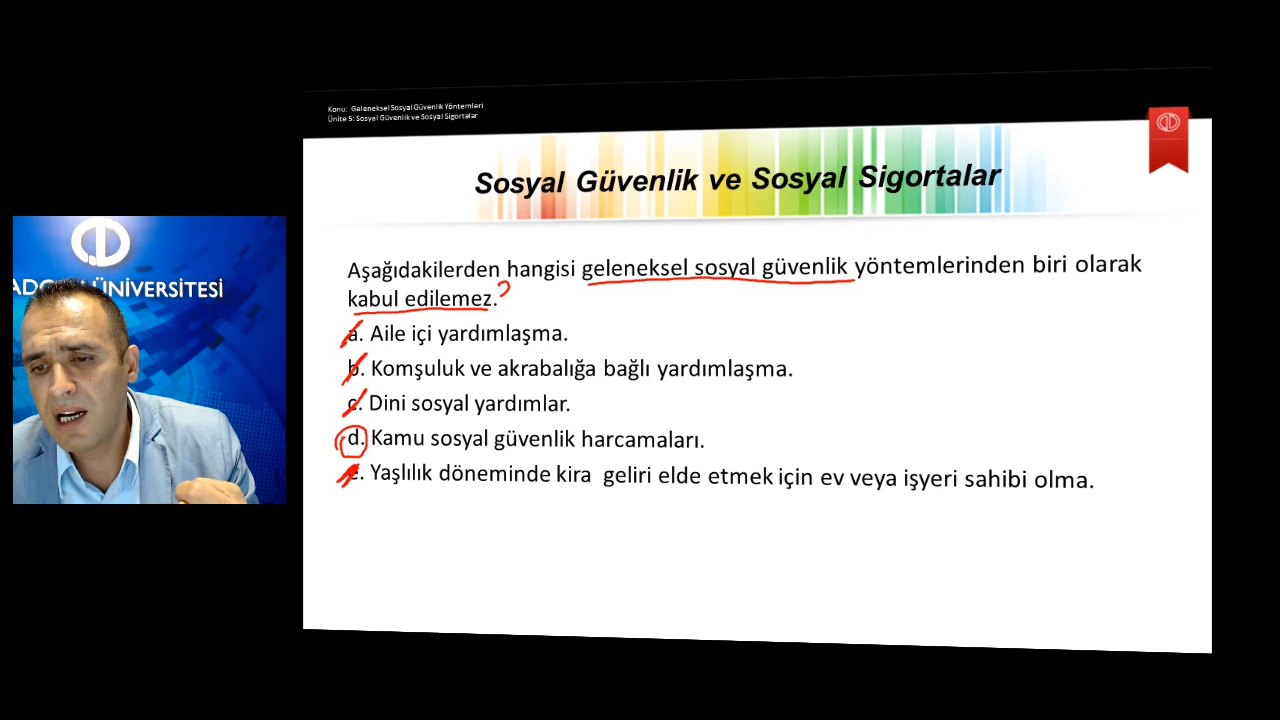 Konu: Geleneksel Sosyal Güvenlik Yöntemleri
Ünite 5: Sosyal Güvenlik ve Sosyal Sigortalar
Sosyal Güvenlik ve Sosyal Sigortalar
ÜNİVERSİTESİ
Aşağıdakilerden hangisi geleneksel sosyal güvenlik yöntemlerinden biri olarak
kabul edilemez.?
a. Aile içi yardımlaşma.
b. Komşuluk ve akrabalığa bağlı yardımlaşma.
c. Dini sosyal yardımlar.
d. Kamu sosyal güvenlik harcamaları.
e. Yaşlılık döneminde kira geliri elde etmek için ev veya işyeri sahibi olma.